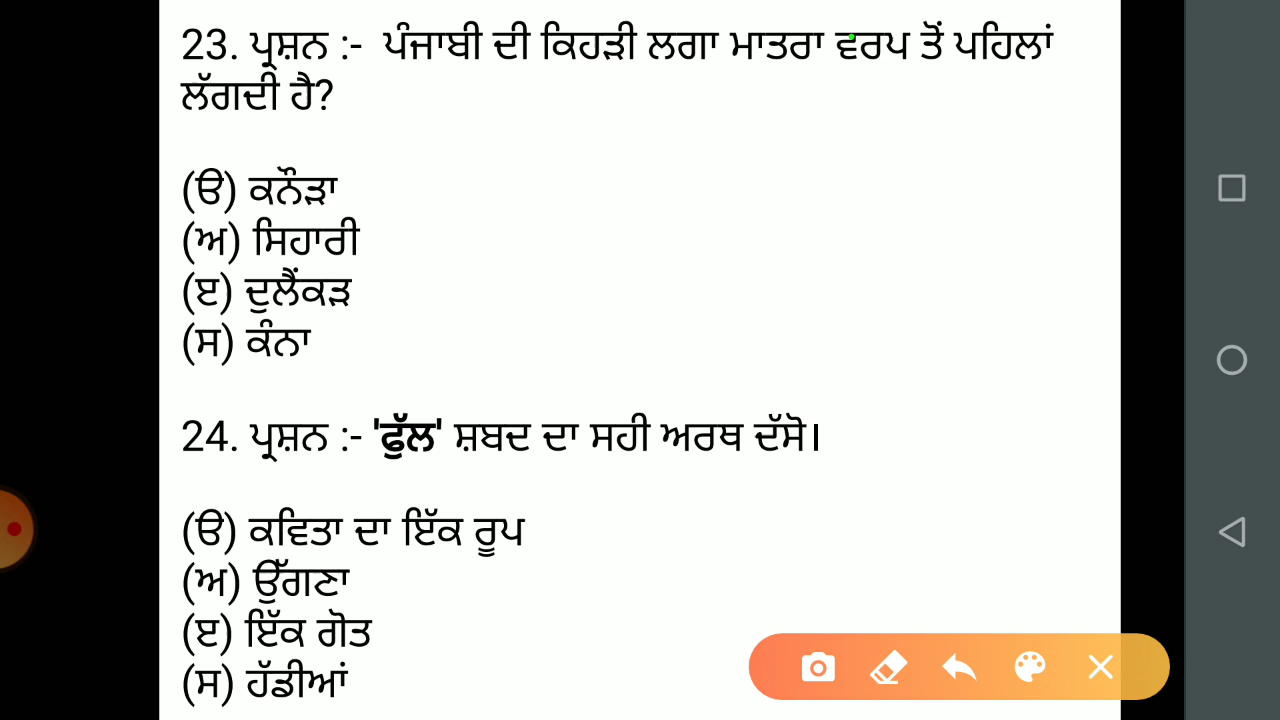 23. ਪ੍ਰਸ਼ਨ :- ਪੰਜਾਬੀ ਦੀ ਕਿਹੜੀ ਲਗਾ ਮਾਤਰਾ ਵਰਪ ਤੋਂ ਪਹਿਲਾਂ
ਲੱਗਦੀ ਹੈ?
(ੳ) ਕਨੌੜਾ
(ਅ) ਸਿਹਾਰੀ
(ੲ) ਦੁਲੈਂਕੜ
(ਸ) ਕੰਨਾ
24. ਪ੍ਰਸ਼ਨ :- 'ਫੁੱਲ' ਸ਼ਬਦ ਦਾ ਸਹੀ ਅਰਥ ਦੱਸੋ।
(ੳ) ਕਵਿਤਾ ਦਾ ਇੱਕ ਰੂਪ
(ਅ) ਉੱਗਣਾ
(ੲ) ਇੱਕ ਗੋਤ
(ਸ) ਹੱਡੀਆਂ